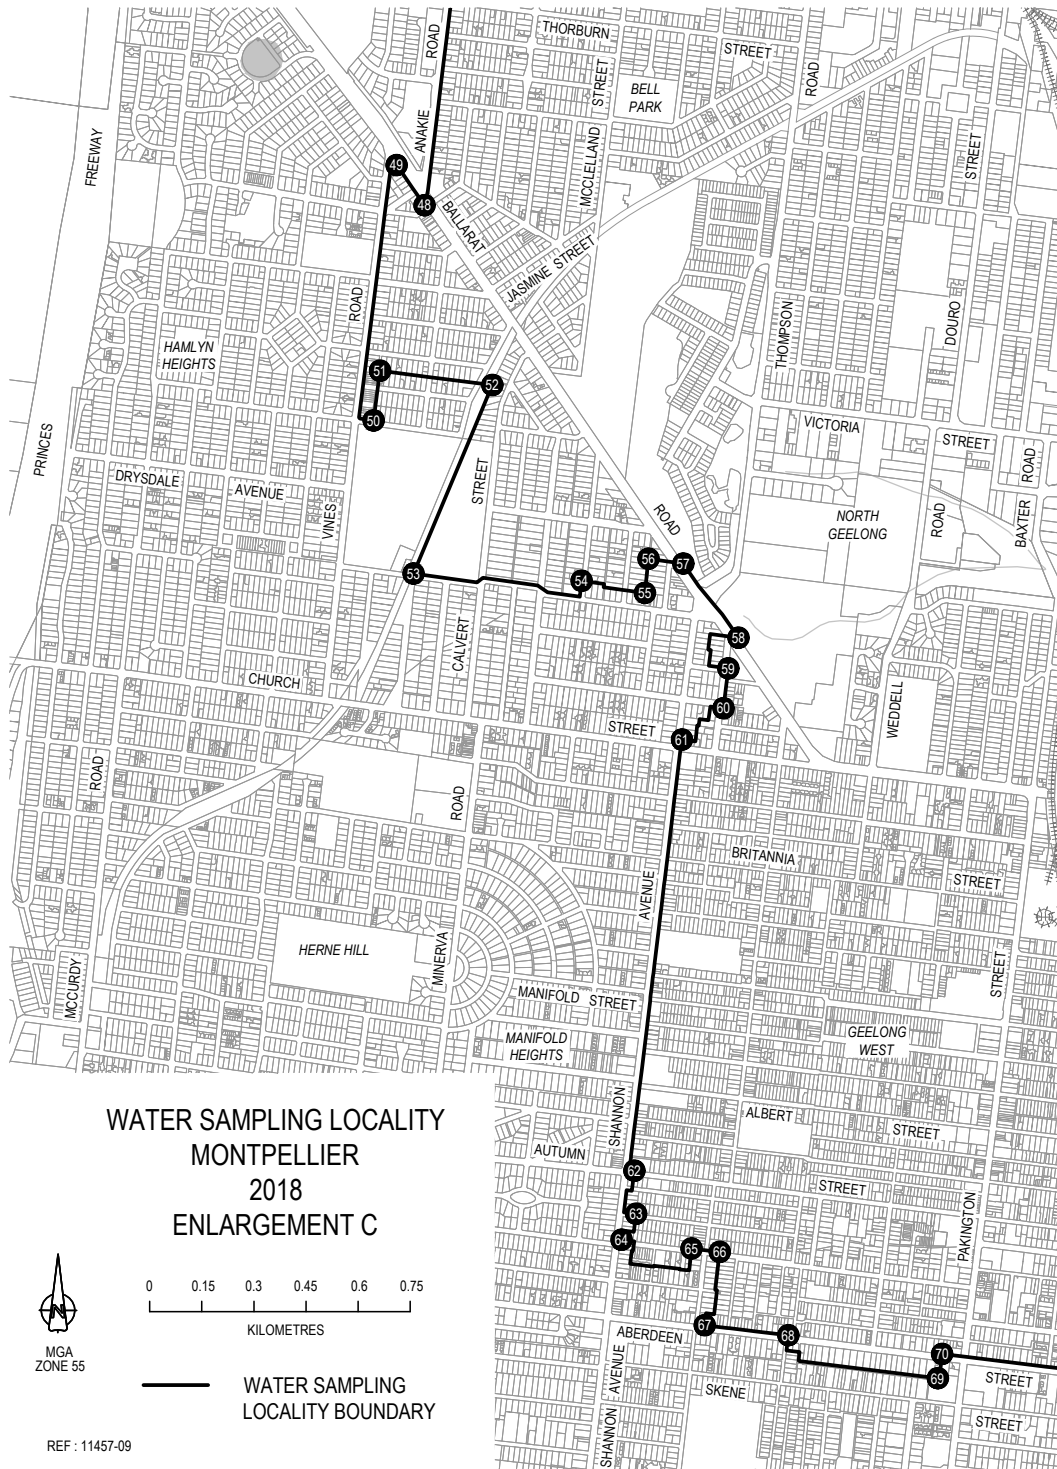 THORBURN
STREET
ROAD
ROAD
STREET
BELL
PARK
FREEWAY
ANAKIE
MCCLELLAND
STREET
49
48
BALLARAT
JASMINE STREET
ROAD
HAMLYN
HEIGHTS
THOMPSON
DOURO
51
52
50
PRINCES
VICTORIA
STREET
ROAD
DRYSDALE
AVENUE
STREET
VINES
ROAD
NORTH
GEELONG
ROAD
BAXTER
56
57
53
54
55
CALVERT
58
59
CHURCH
60
STREET
61
WEDDELL
ROAD
ROAD
BRITANNIA
STREET
AVENUE
HERNE HILL
MINERVA
STREET
MCCURDY
MANIFOLD STREET
MANIFOLD
HEIGHTS
GEELONG
WEST
SHANNON
ALBERT
STREET
AUTUMN
62
STREET
63
PAKINGTON
64
65
66
67
ABERDEEN
68
70
69
STREET
AVENUE
SKENE
STREET
SHANNON
WATER SAMPLING LOCALITY
MONTPELLIER
2018
ENLARGEMENT C
0 0.15 0.3 0.45 0.6 0.75
KILOMETRES
N
MGA
ZONE 55
WATER SAMPLING
LOCALITY BOUNDARY
REF : 11457-09